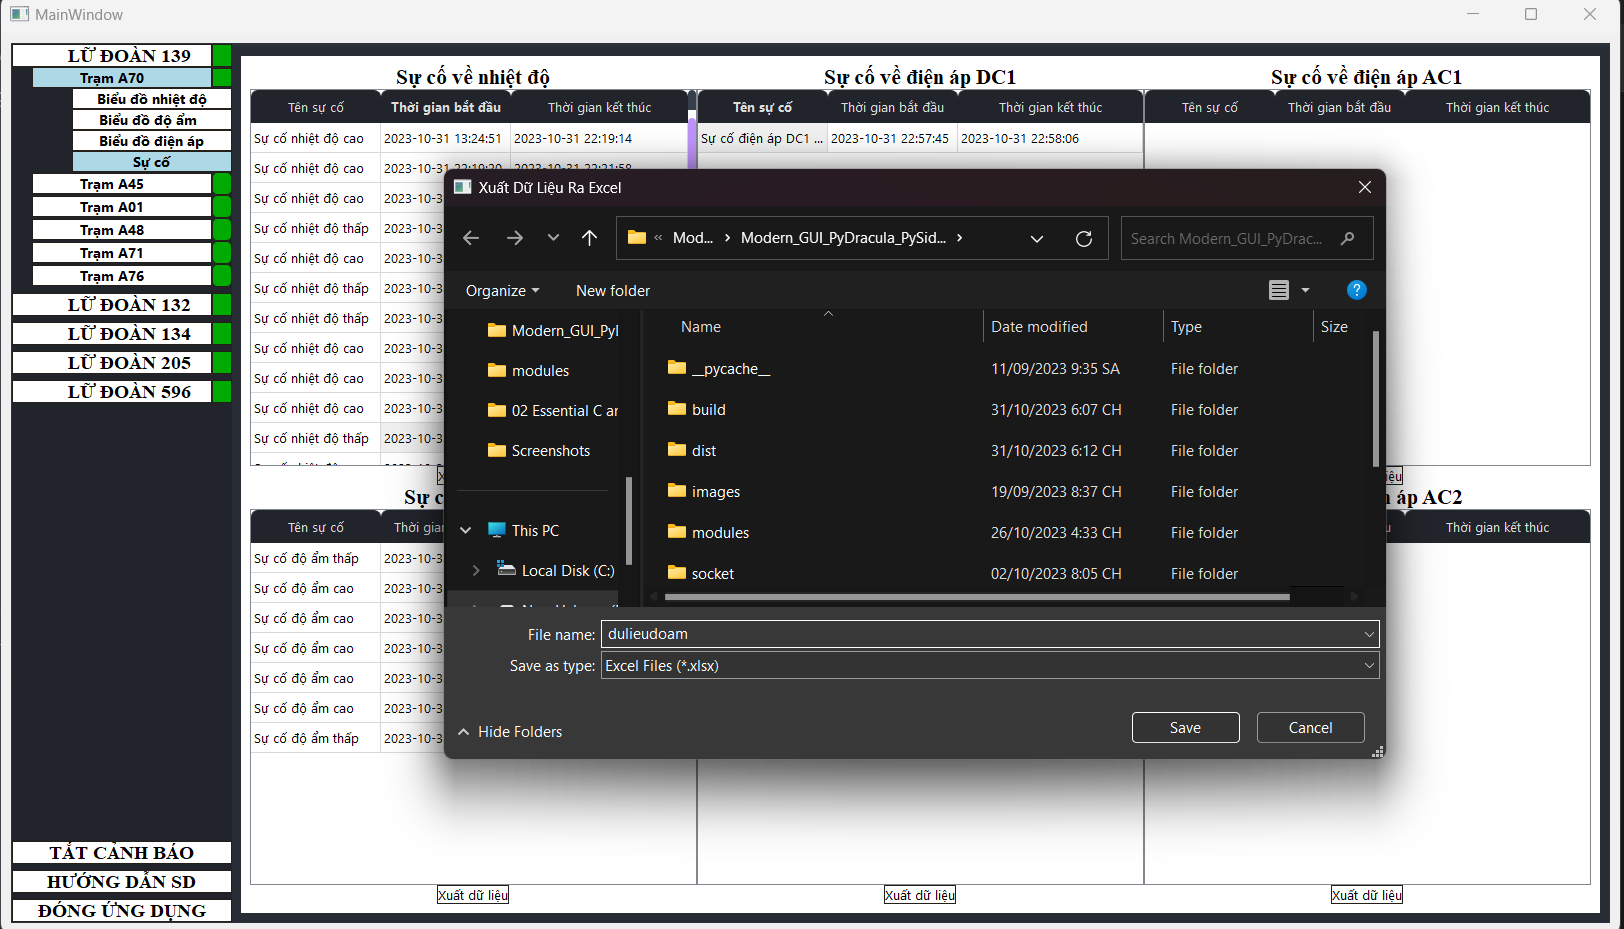 MainWindow
LỮ ĐOÀN 139
Trạm A70
Biểu đồ nhiệt độ
Biểu đồ độ ẩm
Biểu đồ điện áp
Sự cố
Trạm A45
Trạm A01
Trạm A48
Trạm A71
Trạm A76
LỮ ĐOÀN 132
LỮ ĐOÀN 134
LỮ ĐOÀN 205
LỮ ĐOÀN 596
TẮT CẢNH BÁO
HƯỚNG DẪN SD
ĐÓNG ỨNG DỤNG
Sự cố về nhiệt độ
Tên sự cố Thời gian bắt đầu Thời gian kết thúc
Sự cố nhiệt độ cao 2023-10-31 13:24:51 2023-10-31 22:19:14
Sự cố nhiệt độ cao 2023-10-31 22:19:20 2023-10-31 22:21:58
Sự cố nhiệt độ cao 2023-10-3
Sự cố nhiệt độ thấp 2023-10-3
Sự cố nhiệt độ cao 2023-10-3
Sự cố nhiệt độ thấp 2023-10-3
Sự cố nhiệt độ thấp 2023-10-3
Sự cố nhiệt độ cao 2023-10-3
Sự cố nhiệt độ cao 2023-10-3
Sự cố nhiệt độ cao 2023-10-3
Sự cố nhiệt độ thấp 2023-10-3
Sự cố về điện áp DC1
Tên sự cố Thời gian bắt đầu Thời gian kết thúc
Sự cố điện áp DC1 ... 2023-10-31 22:57:45 2023-10-31 22:58:06
Sự cố về điện áp AC1
Tên sự cố Thời gian bắt đầu Thời gian kết thúc
liệu
Sự c
Tên sự cố Thời gia
Sự cố độ ẩm thấp 2023-10-3
Sự cố độ ẩm cao 2023-10-3
Sự cố độ ẩm cao 2023-10-3
Sự cố độ ẩm cao 2023-10-3
Sự cố độ ẩm cao 2023-10-3
Sự cố độ ẩm cao 2023-10-3
Sự cố độ ẩm thấp 2023-10-3
Xuất dữ liệu
Xuất dữ liệu
áp AC2
Thời gian kết thúc
Xuất dữ liệu
Xuất Dữ Liệu Ra Excel
« Mod... › Modern_GUI_PyDracula_PySid... ›
Search Modern_GUI_PyDrac...
Organize New folder
?
Modern_GUI_PyI
modules
02 Essential C ar
Screenshots
This PC
Local Disk (C:)
Name Date modified Type Size
__pycache__ 11/09/2023 9:35 SA File folder
build 31/10/2023 6:07 CH File folder
dist 31/10/2023 6:12 CH File folder
images 19/09/2023 8:37 CH File folder
modules 26/10/2023 4:33 CH File folder
socket 02/10/2023 8:05 CH File folder
File name: dulieudoam
Save as type: Excel Files (*.xlsx)
Hide Folders
Save Cancel